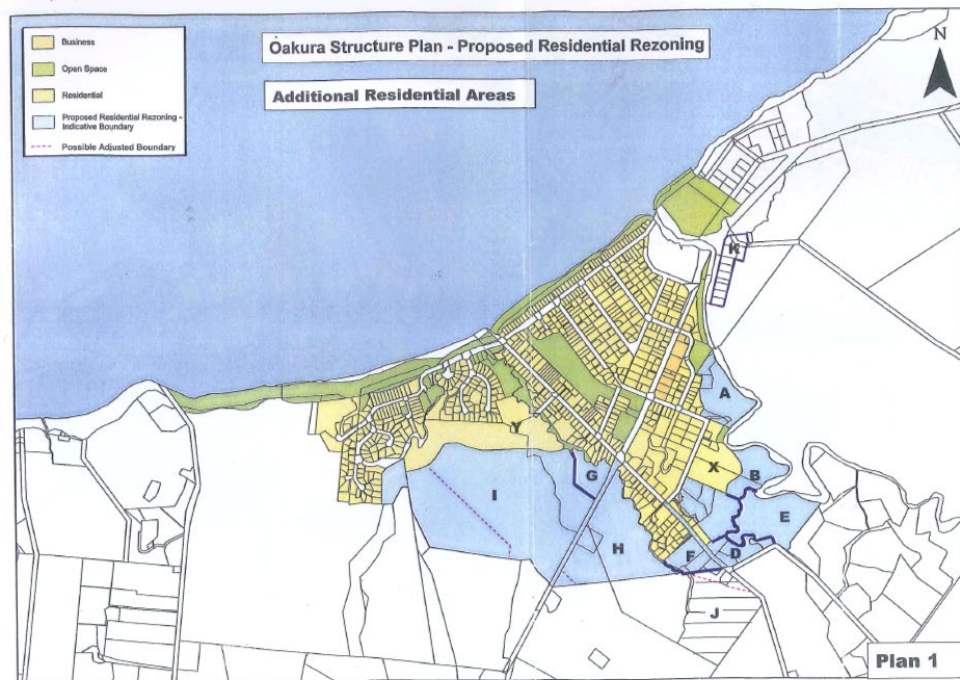 Business
Ōakura Structure Plan - Proposed Residential Rezoning
N
Open Space
Residential
Additional Residential Areas
Proposed Residential Rezoning -
Indicative Boundary
Possible Adjusted Boundary
K
A
Y
X
G
B
I
E
H
F
D
J
Plan 1